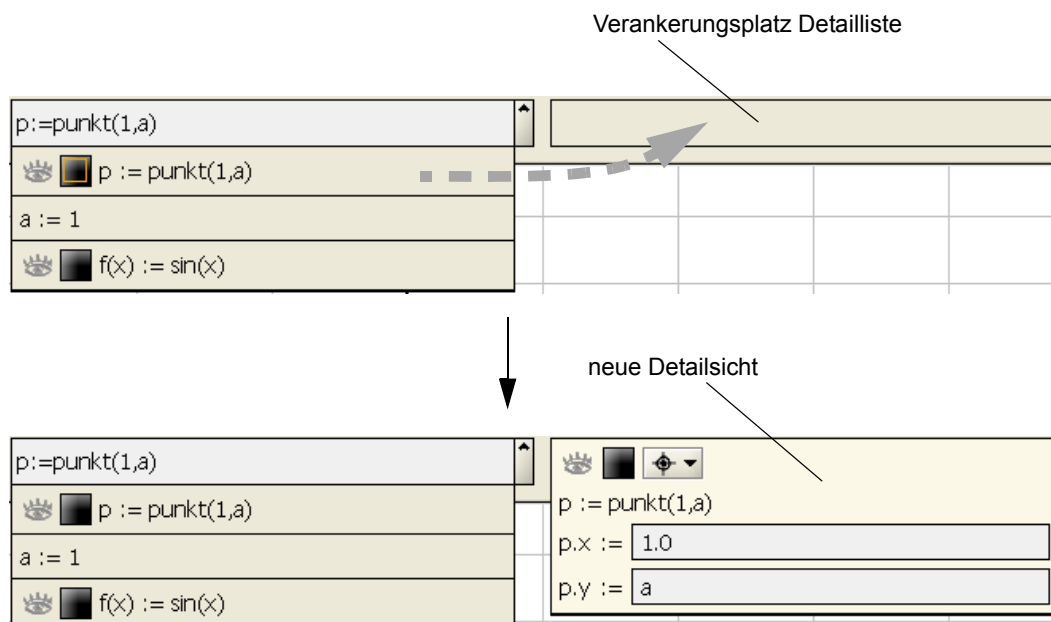 Verankerungsplatz Detailliste
p:=punkt(1,a)
p := punkt(1,a)
a := 1
f(x) := sin(x)
neue Detailsicht
p:=punkt(1,a)
p := punkt(1,a)
a := 1
f(x) := sin(x)
p := punkt(1,a)
p.x := 1.0
p.y := a